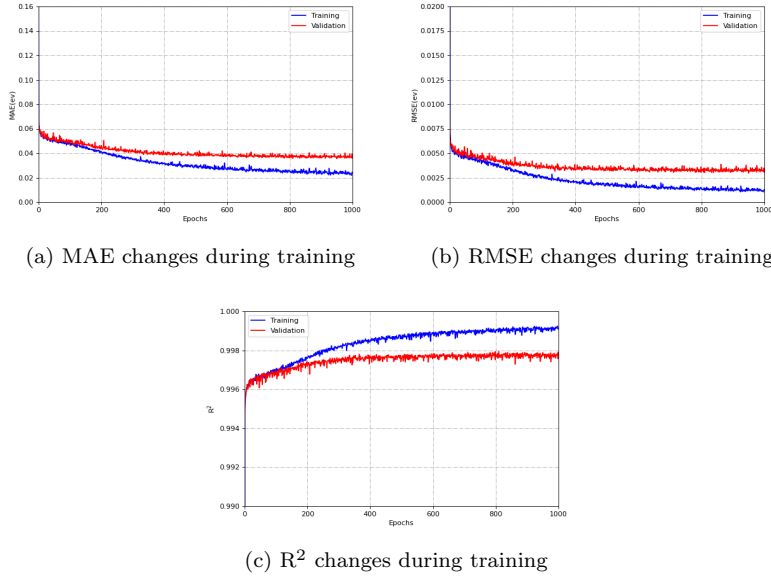 0.16
0.14
0.12
0.10
0.08
0.06
0.04
0.02
0.00
MAE(ev)
Training
Validation
0 200 400 600 800 1000
Epochs
(a) MAE changes during training
0.0200
0.0175
0.0150
0.0125
0.0100
0.0075
0.0050
0.0025
0.0000
RMSE(ev)
Training
Validation
0 200 400 600 800 1000
Epochs
(b) RMSE changes during training
1.000
0.998
0.996
0.994
0.992
0.990
R²
Training
Validation
0 200 400 600 800 1000
Epochs
(c) R² changes during training